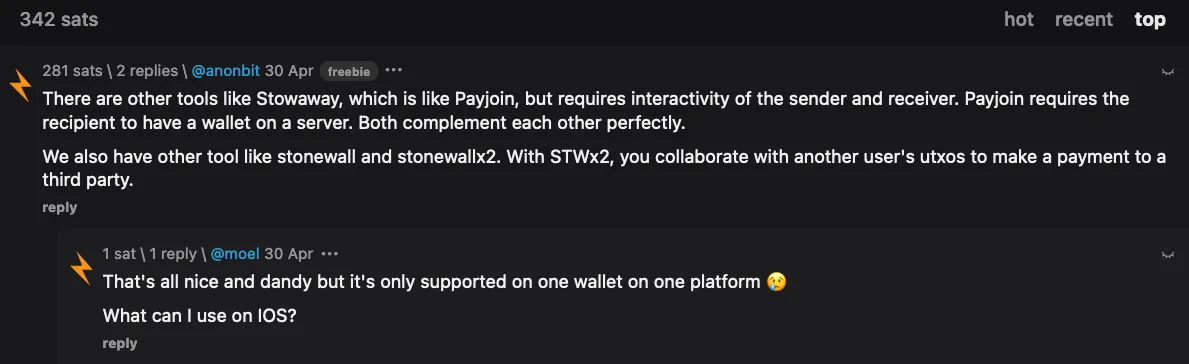 342 sats
hot recent top
281 sats \ 2 replies \ @anonbit 30 Apr freebie ···
There are other tools like Stowaway, which is like Payjoin, but requires interactivity of the sender and receiver. Payjoin requires the
recipient to have a wallet on a server. Both complement each other perfectly.
We also have other tool like stonewall and stonewallx2. With STWx2, you collaborate with another user's utxos to make a payment to a
third party.
reply
1 sat \ 1 reply \ @moel 30 Apr ···
That's all nice and dandy but it's only supported on one wallet on one platform 😢
What can I use on IOS?
reply